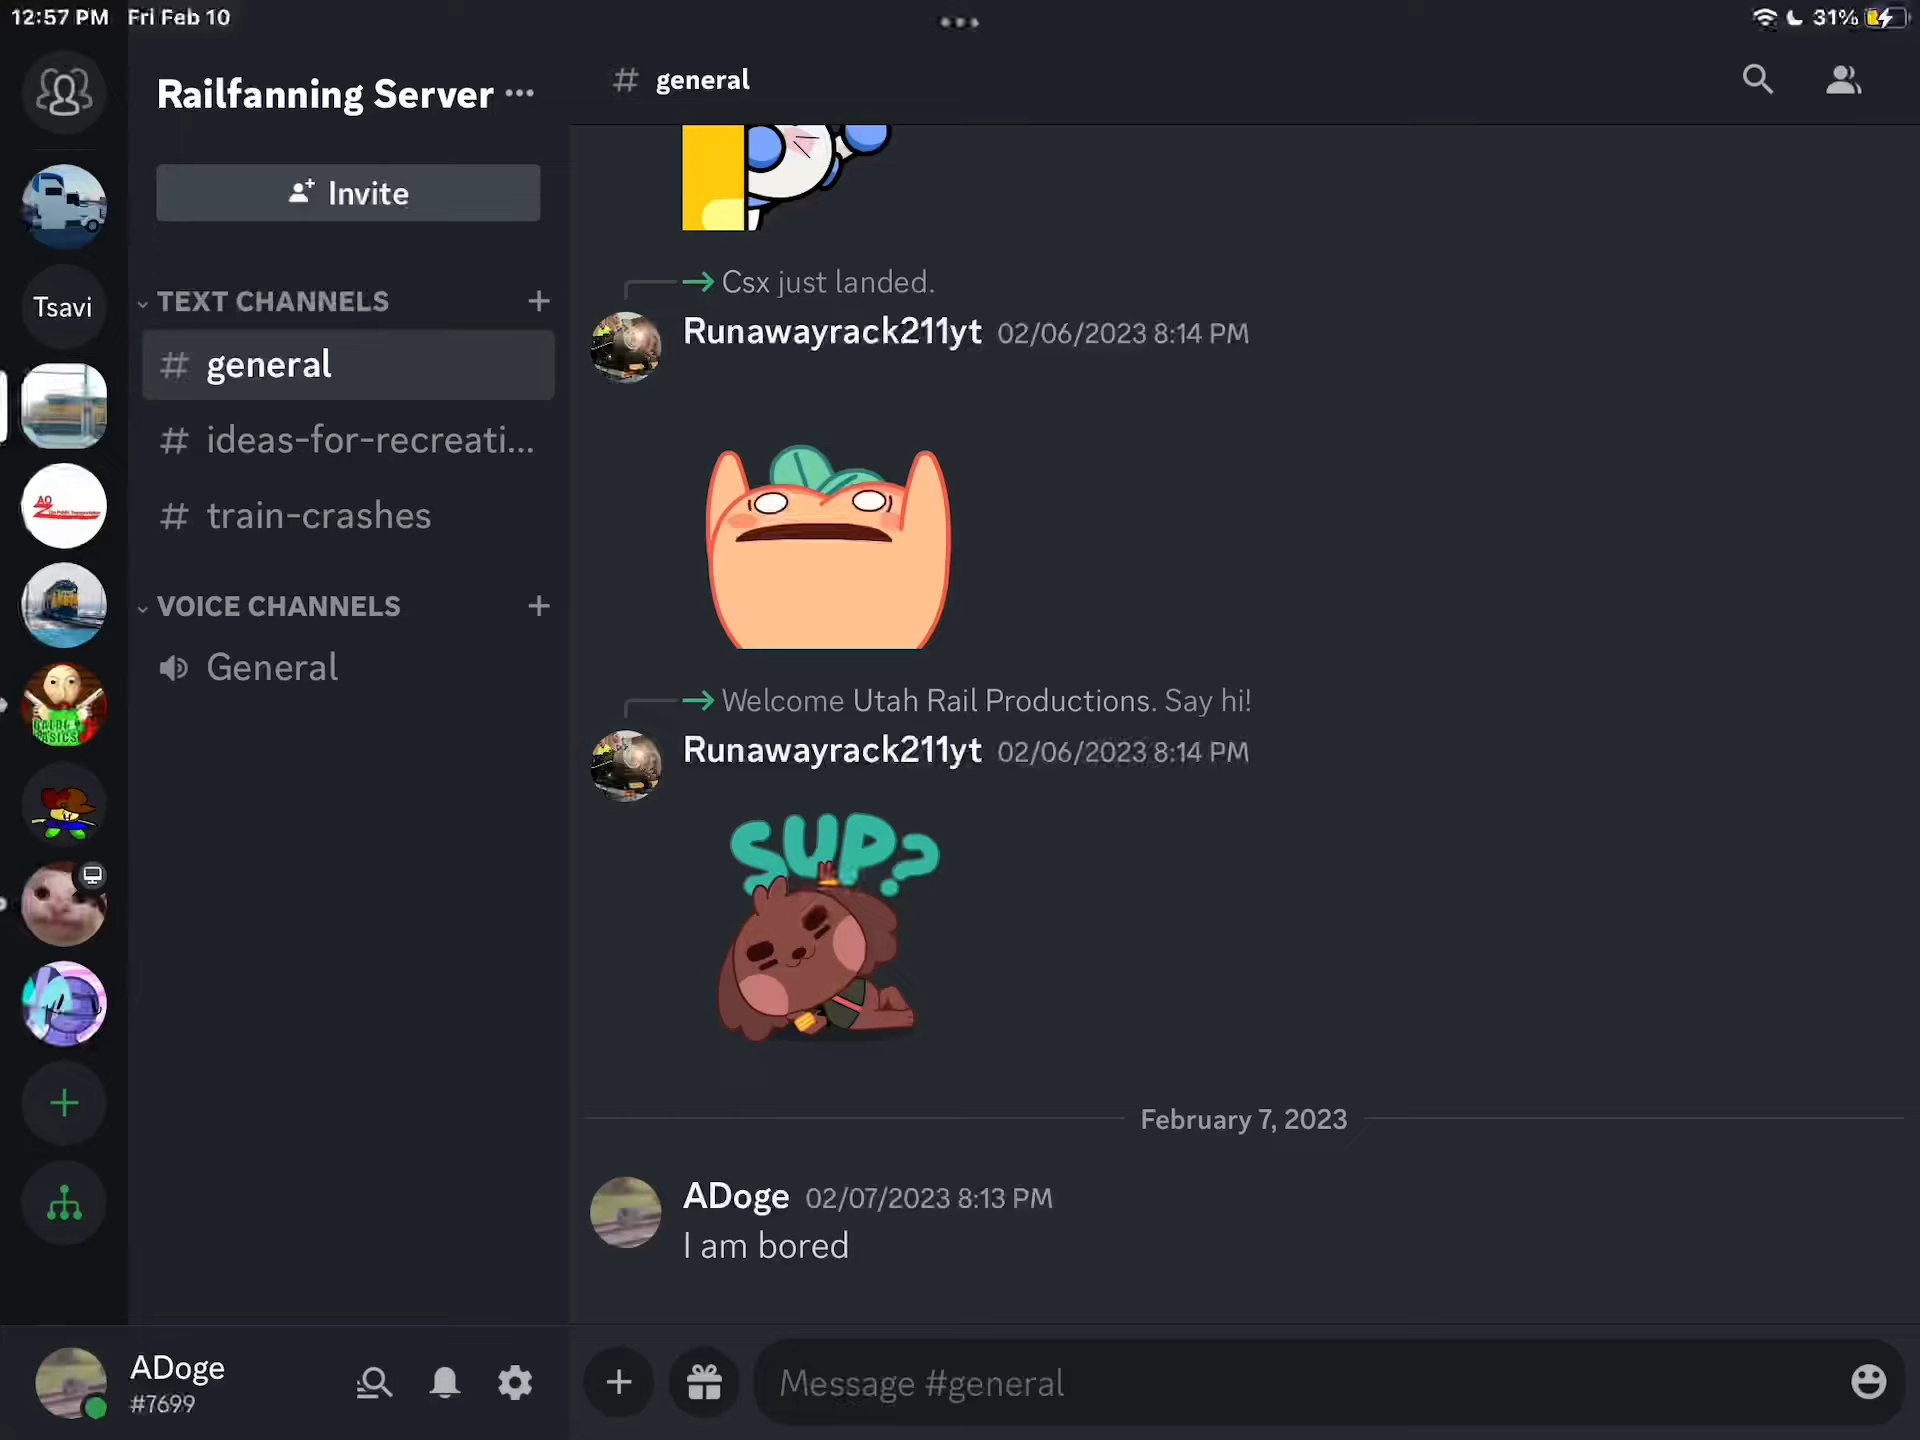 12:57 PM Fri Feb 10
31%
Railfanning Server
Invite
TEXT CHANNELS
general
ideas-for-recreati...
train-crashes
VOICE CHANNELS
General
Tsavi
ADoge
#7699
# general
Csx just landed.
Runawayrack211yt 02/06/2023 8:14 PM
Welcome Utah Rail Productions. Say hi!
Runawayrack211yt 02/06/2023 8:14 PM
SUP?
February 7, 2023
ADoge 02/07/2023 8:13 PM
I am bored
Message #general